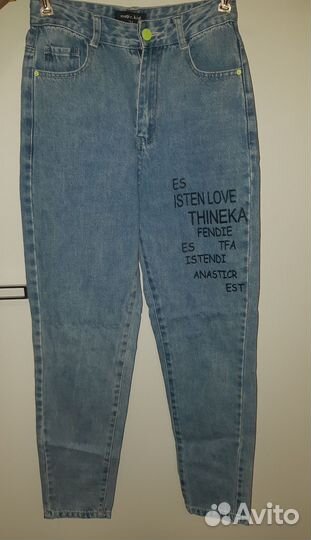 ES
ISTEN LOVE
THINEKA
FENDIE
ES TFA
ISTENDI
ANASTICR
EST
Avito